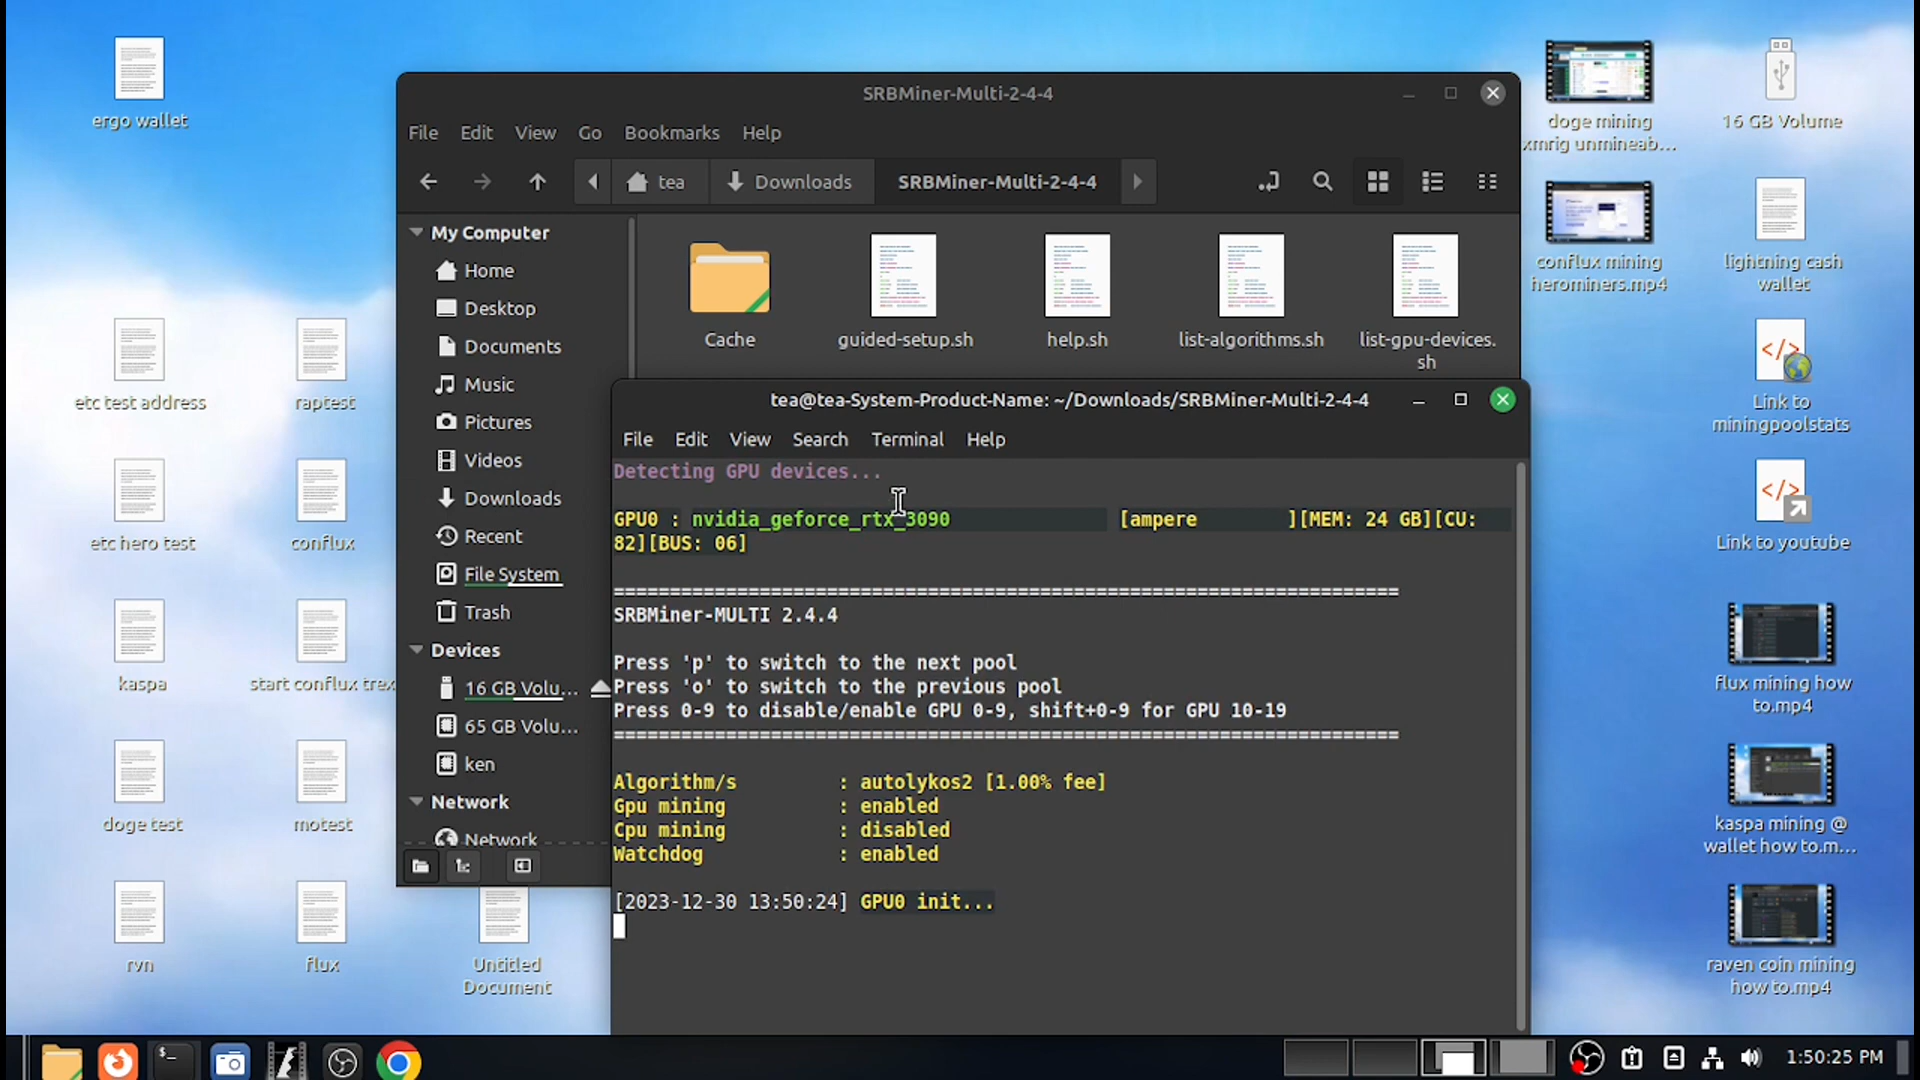 ergo wallet
etc test address
raptest
etc hero test
conflux
kaspa
start conflux trex
doge test
motest
rvn
flux
Untitled
Document
SRBMiner-Multi-2-4-4
File Edit View Go Bookmarks Help
tea Downloads SRBMiner-Multi-2-4-4
My Computer
Home
Desktop
Documents
Music
Pictures
Videos
Downloads
Recent
File System
Trash
Devices
16 GB Volu...
65 GB Volu...
ken
Network
Network
Cache
guided-setup.sh
help.sh
list-algorithms.sh
list-gpu-devices.
sh
tea@tea-System-Product-Name: ~/Downloads/SRBMiner-Multi-2-4-4
File Edit View Search Terminal Help
Detecting GPU devices...
GPU0 : nvidia_geforce_rtx_3090 [ampere ][MEM: 24 GB][CU:
82][BUS: 06]
======================================================================
SRBMiner-MULTI 2.4.4
Press 'p' to switch to the next pool
Press 'o' to switch to the previous pool
Press 0-9 to disable/enable GPU 0-9, shift+0-9 for GPU 10-19
======================================================================
Algorithm/s : autolykos2 [1.00% fee]
Gpu mining : enabled
Cpu mining : disabled
Watchdog : enabled
[2023-12-30 13:50:24] GPU0 init...
doge mining
xmrig unmineab...
16 GB Volume
conflux mining
herominers.mp4
lightning cash
wallet
Link to
miningpoolstats
Link to youtube
flux mining how
to.mp4
kaspa mining @
wallet how to.m...
raven coin mining
how to.mp4
1:50:25 PM